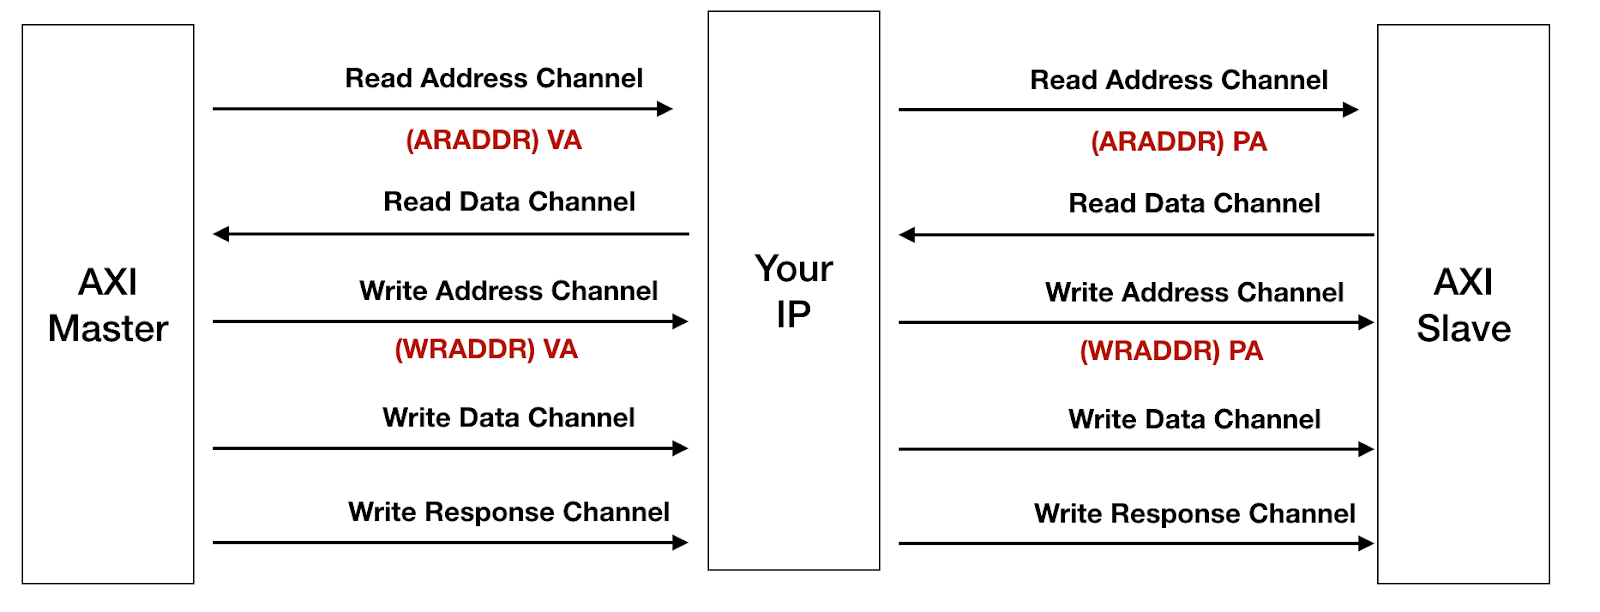 AXI
Master
Read Address Channel
(ARADDR) VA
Read Data Channel
Write Address Channel
(WRADDR) VA
Write Data Channel
Write Response Channel
Your
IP
Read Address Channel
(ARADDR) PA
Read Data Channel
Write Address Channel
(WRADDR) PA
Write Data Channel
Write Response Channel
AXI
Slave